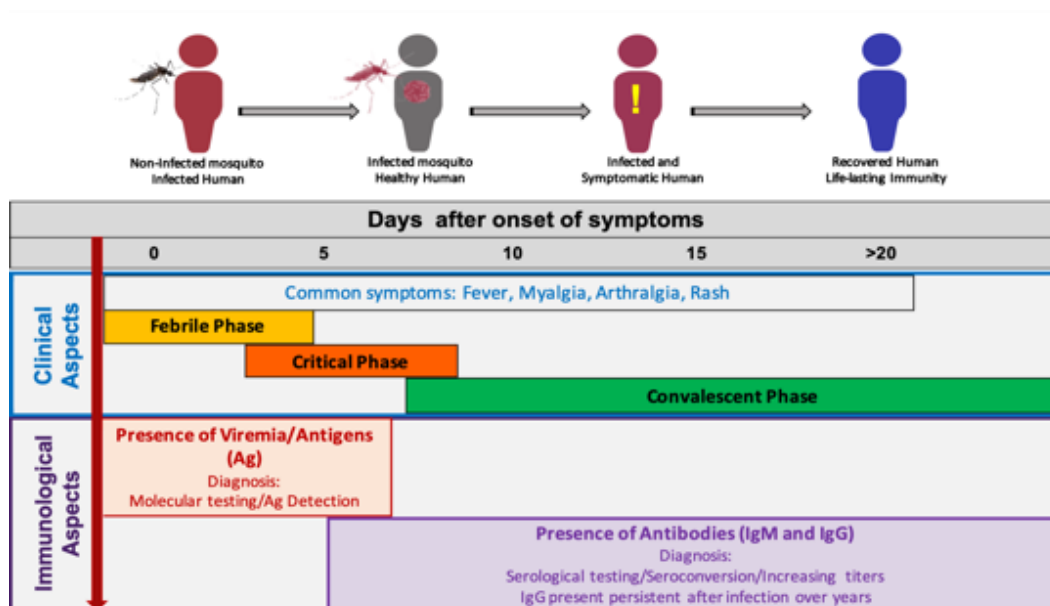 Non-Infected mosquito
Infected Human
Infected mosquito
Healthy Human
!
Infected and
Symptomatic Human
Recovered Human
Life-lasting Immunity
Days after onset of symptoms
0 5 10 15 >20
Clinical
Aspects
Common symptoms: Fever, Myalgia, Arthralgia, Rash
Febrile Phase
Critical Phase
Convalescent Phase
Immunological
Aspects
Presence of Viremia/Antigens
(Ag)
Diagnosis:
Molecular testing/Ag Detection
Presence of Antibodies (IgM and IgG)
Diagnosis:
Serological testing/Seroconversion/Increasing titers
IgG present persistent after infection over years